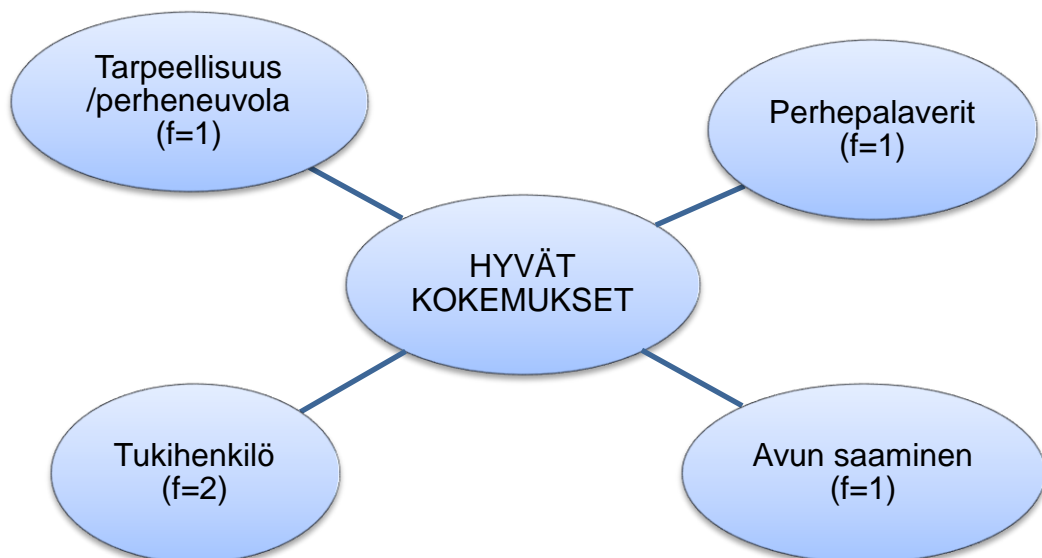 Tarpeellisuus
/perheneuvola
(f=1)
Perhepalaverit
(f=1)
HYVÄT
KOKEMUKSET
Tukihenkilö
(f=2)
Avun saaminen
(f=1)